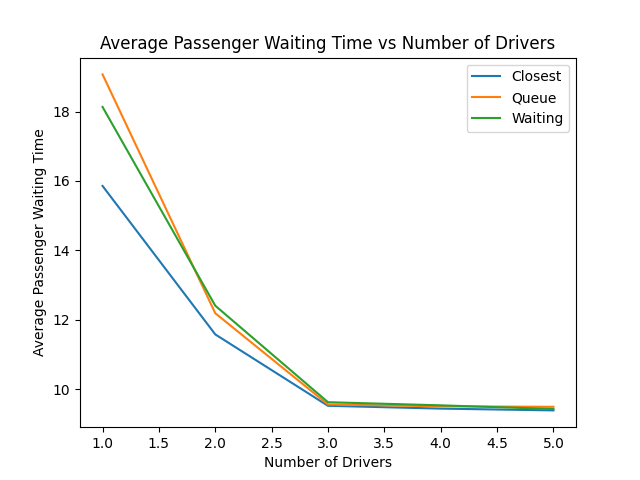 Average Passenger Waiting Time vs Number of Drivers
Closest
Queue
Waiting
Average Passenger Waiting Time
18
16
14
12
10
1.0 1.5 2.0 2.5 3.0 3.5 4.0 4.5 5.0
Number of Drivers